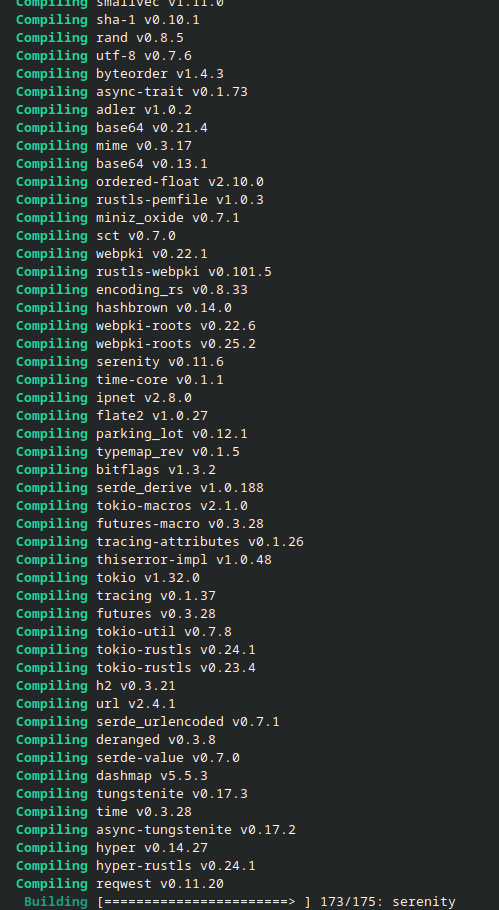 Compiling smallvec v1.11.0
Compiling sha-1 v0.10.1
Compiling rand v0.8.5
Compiling utf-8 v0.7.6
Compiling byteorder v1.4.3
Compiling async-trait v0.1.73
Compiling adler v1.0.2
Compiling base64 v0.21.4
Compiling mime v0.3.17
Compiling base64 v0.13.1
Compiling ordered-float v2.10.0
Compiling rustls-pemfile v1.0.3
Compiling miniz_oxide v0.7.1
Compiling sct v0.7.0
Compiling webpki v0.22.1
Compiling rustls-webpki v0.101.5
Compiling encoding_rs v0.8.33
Compiling hashbrown v0.14.0
Compiling webpki-roots v0.22.6
Compiling webpki-roots v0.25.2
Compiling serenity v0.11.6
Compiling time-core v0.1.1
Compiling ipnet v2.8.0
Compiling flate2 v1.0.27
Compiling parking_lot v0.12.1
Compiling typemap_rev v0.1.5
Compiling bitflags v1.3.2
Compiling serde_derive v1.0.188
Compiling tokio-macros v2.1.0
Compiling futures-macro v0.3.28
Compiling tracing-attributes v0.1.26
Compiling thiserror-impl v1.0.48
Compiling tokio v1.32.0
Compiling tracing v0.1.37
Compiling futures v0.3.28
Compiling tokio-util v0.7.8
Compiling tokio-rustls v0.24.1
Compiling tokio-rustls v0.23.4
Compiling h2 v0.3.21
Compiling url v2.4.1
Compiling serde_urlencoded v0.7.1
Compiling deranged v0.3.8
Compiling serde-value v0.7.0
Compiling dashmap v5.5.3
Compiling tungstenite v0.17.3
Compiling time v0.3.28
Compiling async-tungstenite v0.17.2
Compiling hyper v0.14.27
Compiling hyper-rustls v0.24.1
Compiling reqwest v0.11.20
Building [=======================> ] 173/175: serenity